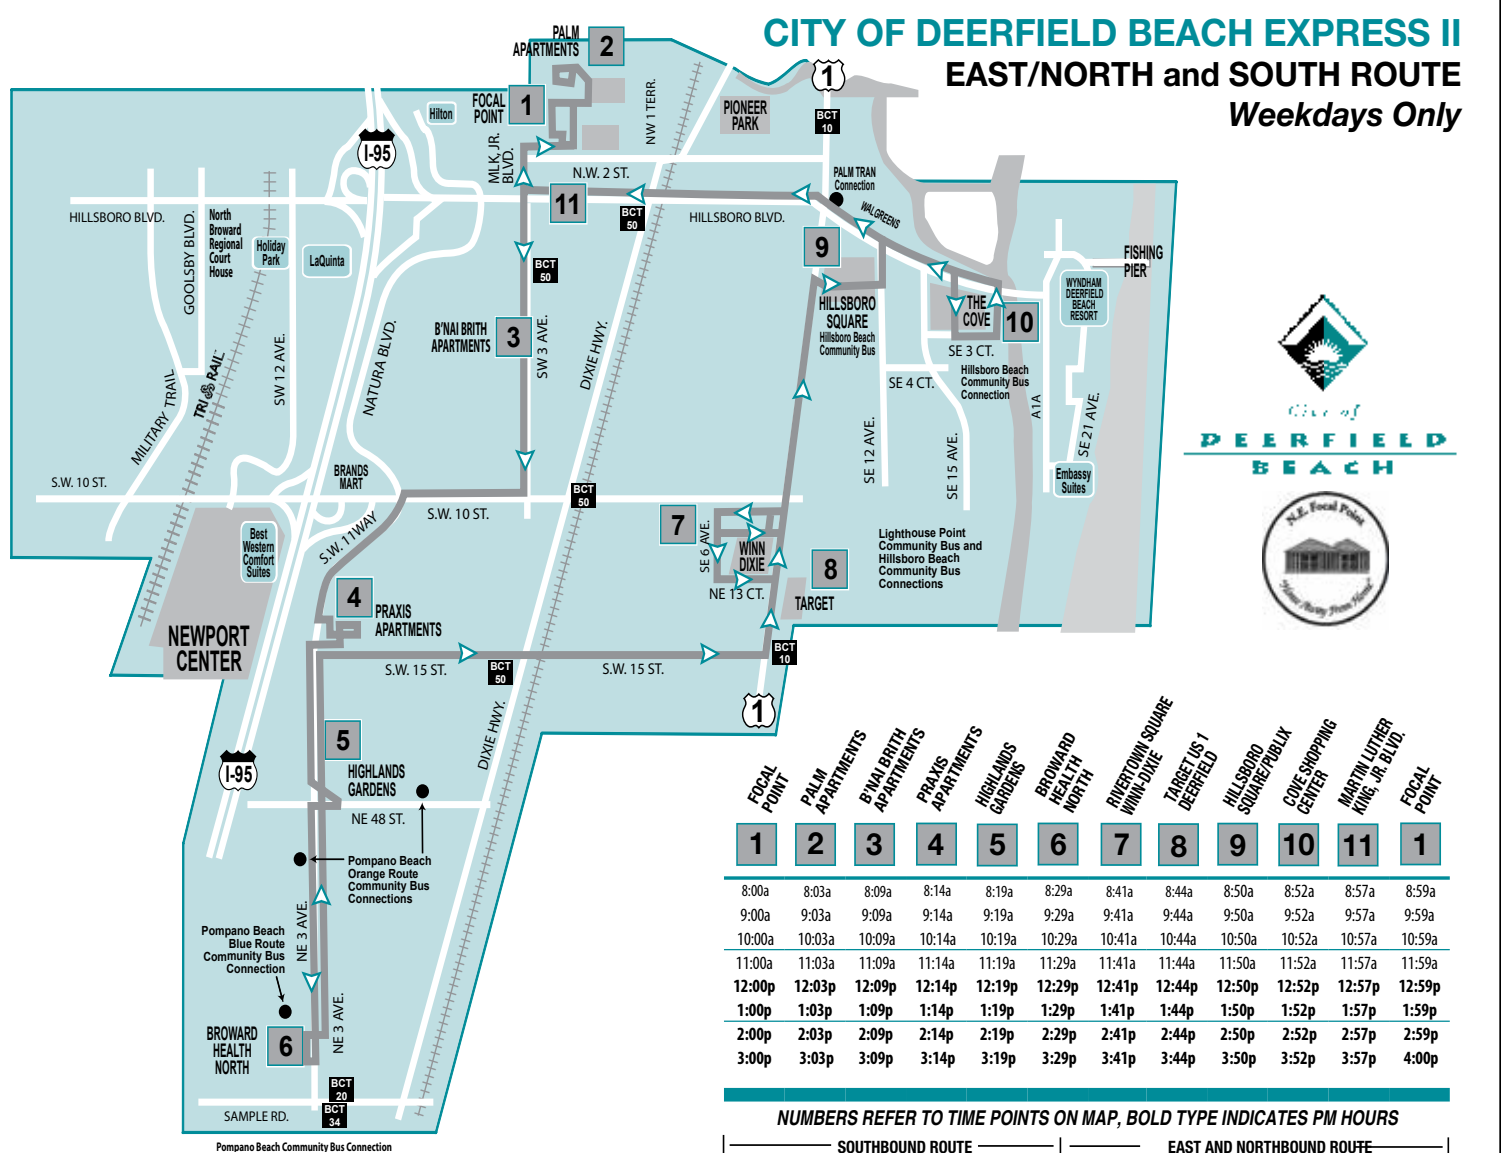 CITY OF DEERFIELD BEACH EXPRESS II
EAST/NORTH and SOUTH ROUTE
Weekdays Only
PALM
APARTMENTS
2
FOCAL
POINT
1
Hilton
I-95
MLK, JR.
BLVD.
NW 1 TERR.
PIONEER
PARK
1
BCT
10
N.W. 2 ST.
PALM TRAN
Connection
WALGREENS
HILLSBORO BLVD.
11
BCT
50
HILLSBORO BLVD.
GOOLSBY BLVD.
North
Broward
Regional
Court
House
Holiday
Park
LaQuinta
BCT
50
9
FISHING
PIER
WYNDHAM
DEERFIELD
BEACH
RESORT
HILLSBORO
SQUARE
Hillsboro Beach
Community Bus
THE
COVE
10
SE 3 CT.
Hillsboro Beach
Community Bus
Connection
SE 4 CT.
B'NAI BRITH
APARTMENTS
3
SW 3 AVE.
DIXIE HWY.
NATURA BLVD.
SW 12 AVE.
TRI RAIL
MILITARY TRAIL
A1A
SE 21 AVE.
SE 12 AVE.
SE 15 AVE.
Embassy
Suites
City of
DEERFIELD
BEACH
N.E. Focal Point
"Home Away From Home"
BRANDS
MART
S.W. 10 ST.
S.W. 10 ST.
BCT
50
S.W. 11WAY
Best
Western
Comfort
Suites
7
SE 6 AVE.
WINN
DIXIE
NE 13 CT.
8
TARGET
Lighthouse Point
Community Bus and
Hillsboro Beach
Community Bus
Connections
4
PRAXIS
APARTMENTS
NEWPORT
CENTER
S.W. 15 ST.
BCT
50
S.W. 15 ST.
BCT
10
1
DIXIE HWY.
5
HIGHLANDS
GARDENS
I-95
NE 48 ST.
Pompano Beach
Orange Route
Community Bus
Connections
NE 3 AVE.
Pompano Beach
Blue Route
Community Bus
Connection
BROWARD
HEALTH
NORTH
6
NE 3 AVE.
BCT
20
BCT
34
SAMPLE RD.
Pompano Beach Community Bus Connection
FOCAL
POINT
PALM
APARTMENTS
B'NAI BRITH
APARTMENTS
PRAXIS
APARTMENTS
HIGHLANDS
GARDENS
BROWARD
HEALTH
NORTH
RIVERTOWN SQUARE
WINN-DIXIE
TARGET US 1
DEERFIELD
HILLSBORO
SQUARE/PUBLIX
COVE SHOPPING
CENTER
MARTIN LUTHER
KING, JR. BLVD.
FOCAL
POINT
1 2 3 4 5 6 7 8 9 10 11 1
8:00a 8:03a 8:09a 8:14a 8:19a 8:29a 8:41a 8:44a 8:50a 8:52a 8:57a 8:59a
9:00a 9:03a 9:09a 9:14a 9:19a 9:29a 9:41a 9:44a 9:50a 9:52a 9:57a 9:59a
10:00a 10:03a 10:09a 10:14a 10:19a 10:29a 10:41a 10:44a 10:50a 10:52a 10:57a 10:59a
11:00a 11:03a 11:09a 11:14a 11:19a 11:29a 11:41a 11:44a 11:50a 11:52a 11:57a 11:59a
12:00p 12:03p 12:09p 12:14p 12:19p 12:29p 12:41p 12:44p 12:50p 12:52p 12:57p 12:59p
1:00p 1:03p 1:09p 1:14p 1:19p 1:29p 1:41p 1:44p 1:50p 1:52p 1:57p 1:59p
2:00p 2:03p 2:09p 2:14p 2:19p 2:29p 2:41p 2:44p 2:50p 2:52p 2:57p 2:59p
3:00p 3:03p 3:09p 3:14p 3:19p 3:29p 3:41p 3:44p 3:50p 3:52p 3:57p 4:00p
NUMBERS REFER TO TIME POINTS ON MAP, BOLD TYPE INDICATES PM HOURS
SOUTHBOUND ROUTE EAST AND NORTHBOUND ROUTE